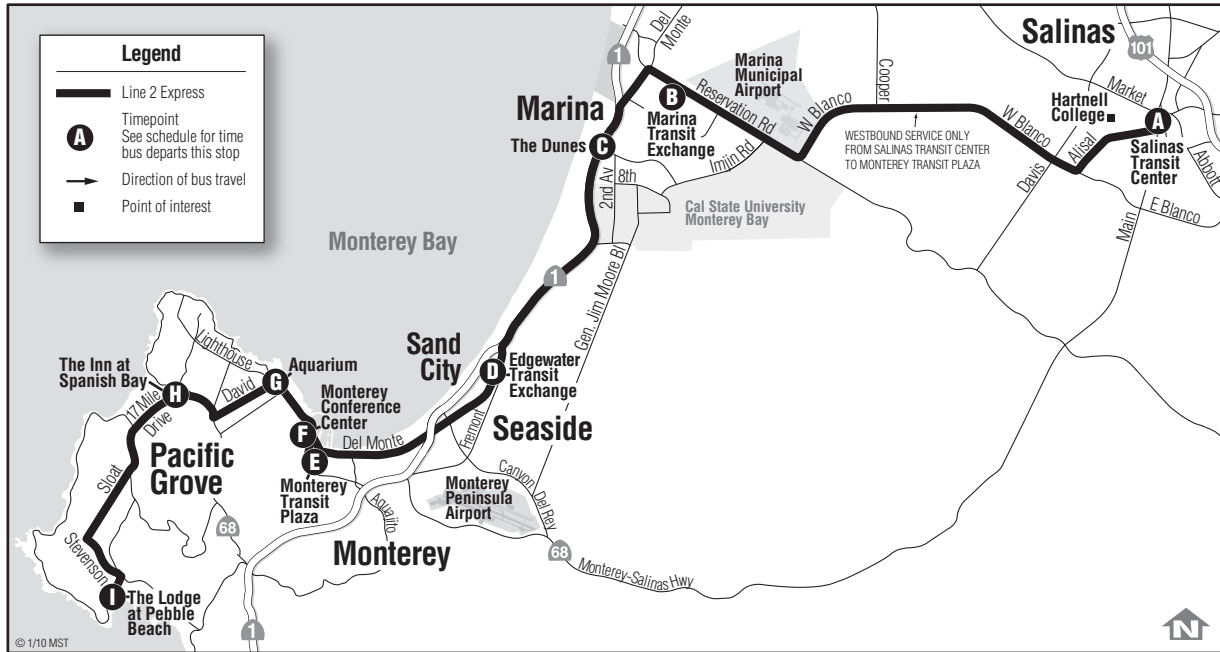 Legend
Line 2 Express
A
Timepoint
See schedule for time
bus departs this stop
Direction of bus travel
Point of interest
1
Del
Monte
Marina
Municipal
Airport
Cooper
Salinas
101
Market
Hartnell
College
A
Salinas
Transit
Center
Abbott
Marina
B
Marina
Transit
Exchange
Reservation Rd
W Blanco
W Blanco
Alisal
Davis
Main
E Blanco
WESTBOUND SERVICE ONLY
FROM SALINAS TRANSIT CENTER
TO MONTEREY TRANSIT PLAZA
The Dunes
C
2nd Av
8th
Imjin Rd
Cal State University
Monterey Bay
Monterey Bay
1
Gen. Jim Moore Bl
Sand
City
D
Edgewater
Transit
Exchange
Seaside
Fremont
Lighthouse
The Inn at
Spanish Bay
H
David
G
Aquarium
17 Mile
Drive
Monterey
Conference
Center
F
E
Del Monte
Monterey
Transit
Plaza
Pacific
Grove
Sloat
Stevenson
68
Aguajito
Monterey
Monterey
Peninsula
Airport
Canyon Del Rey
68
Monterey-Salinas Hwy
I
The Lodge
at Pebble
Beach
1
N
© 1/10 MST